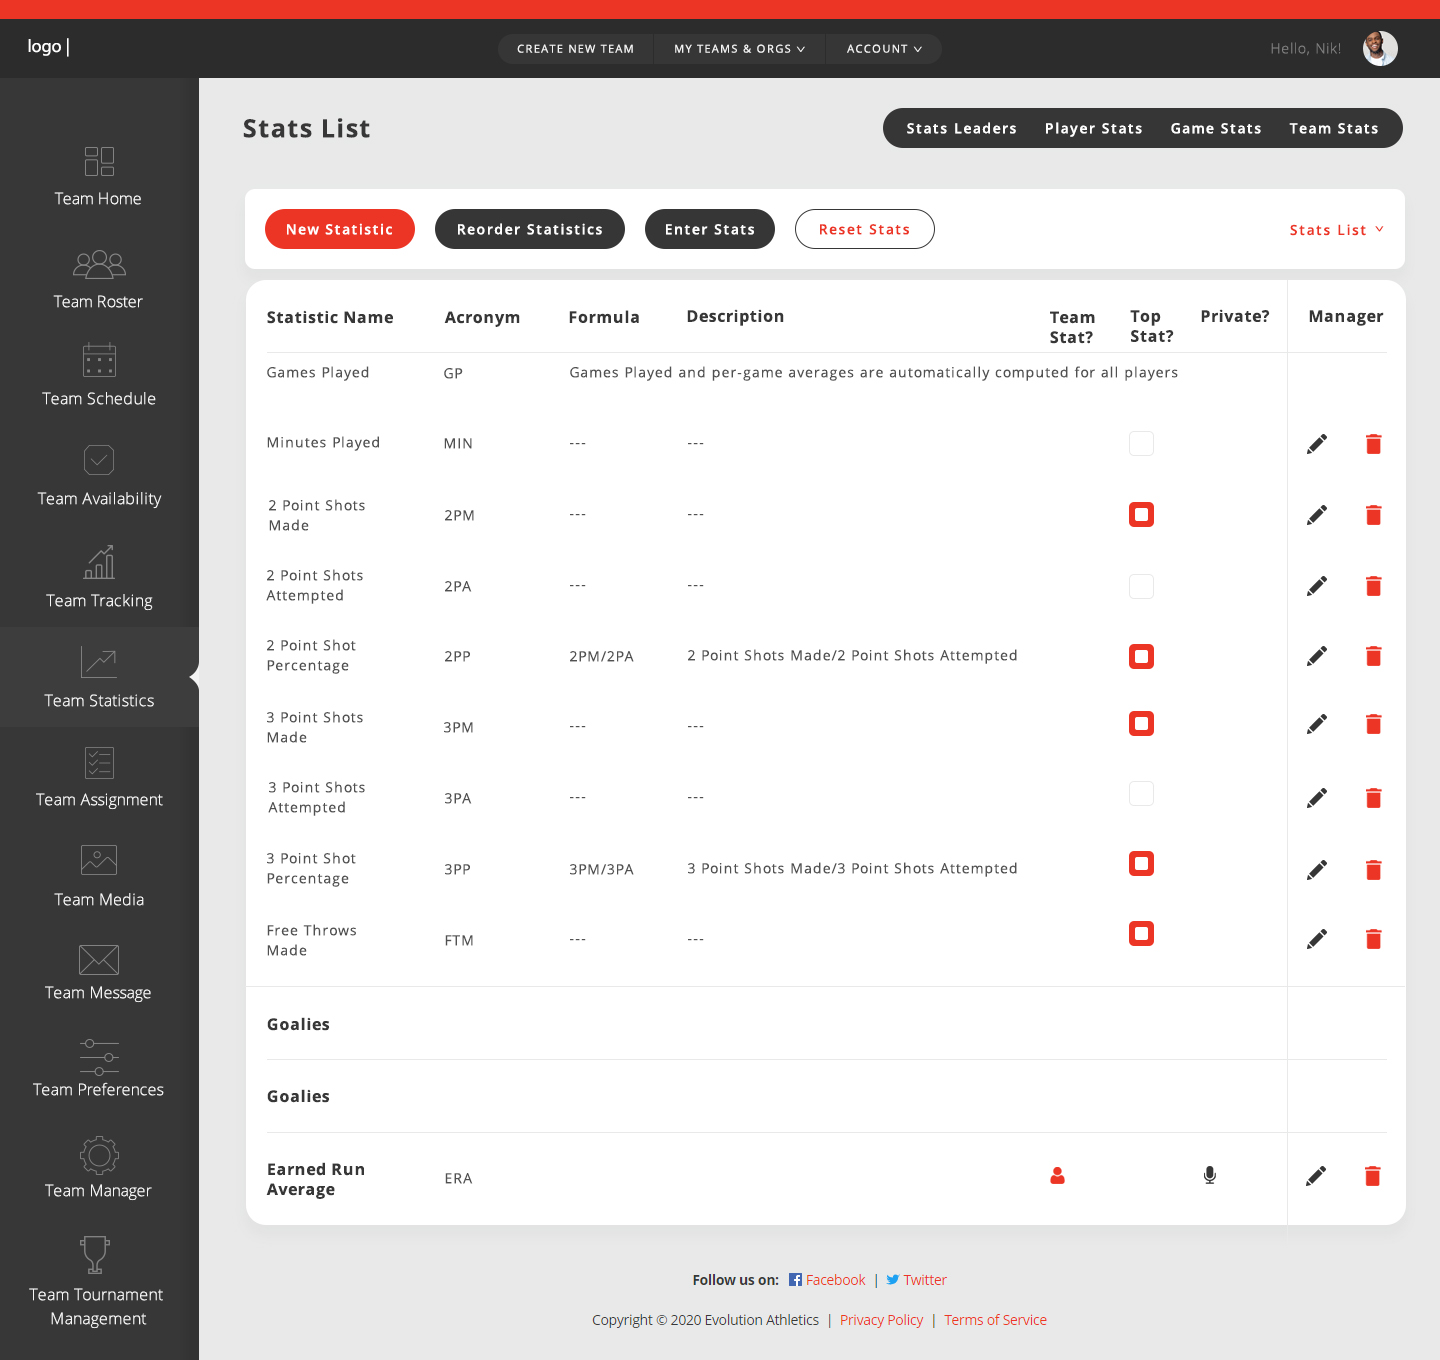 logo |
CREATE NEW TEAM
MY TEAMS & ORGS
ACCOUNT
Hello, Nik!
Team Home
Team Roster
Team Schedule
Team Availability
Team Tracking
Team Statistics
Team Assignment
Team Media
Team Message
Team Preferences
Team Manager
Team Tournament
Management
Stats List
Stats Leaders
Player Stats
Game Stats
Team Stats
New Statistic
Reorder Statistics
Enter Stats
Reset Stats
Stats List
Statistic Name Acronym Formula Description Team Stat? Top Stat? Private? Manager
Games Played GP Games Played and per-game averages are automatically computed for all players
Minutes Played MIN --- ---
2 Point Shots Made 2PM --- ---
2 Point Shots Attempted 2PA --- ---
2 Point Shot Percentage 2PP 2PM/2PA 2 Point Shots Made/2 Point Shots Attempted
3 Point Shots Made 3PM --- ---
3 Point Shots Attempted 3PA --- ---
3 Point Shot Percentage 3PP 3PM/3PA 3 Point Shots Made/3 Point Shots Attempted
Free Throws Made FTM --- ---
Goalies
Goalies
Earned Run Average ERA
Follow us on: Facebook | Twitter
Copyright © 2020 Evolution Athletics | Privacy Policy | Terms of Service